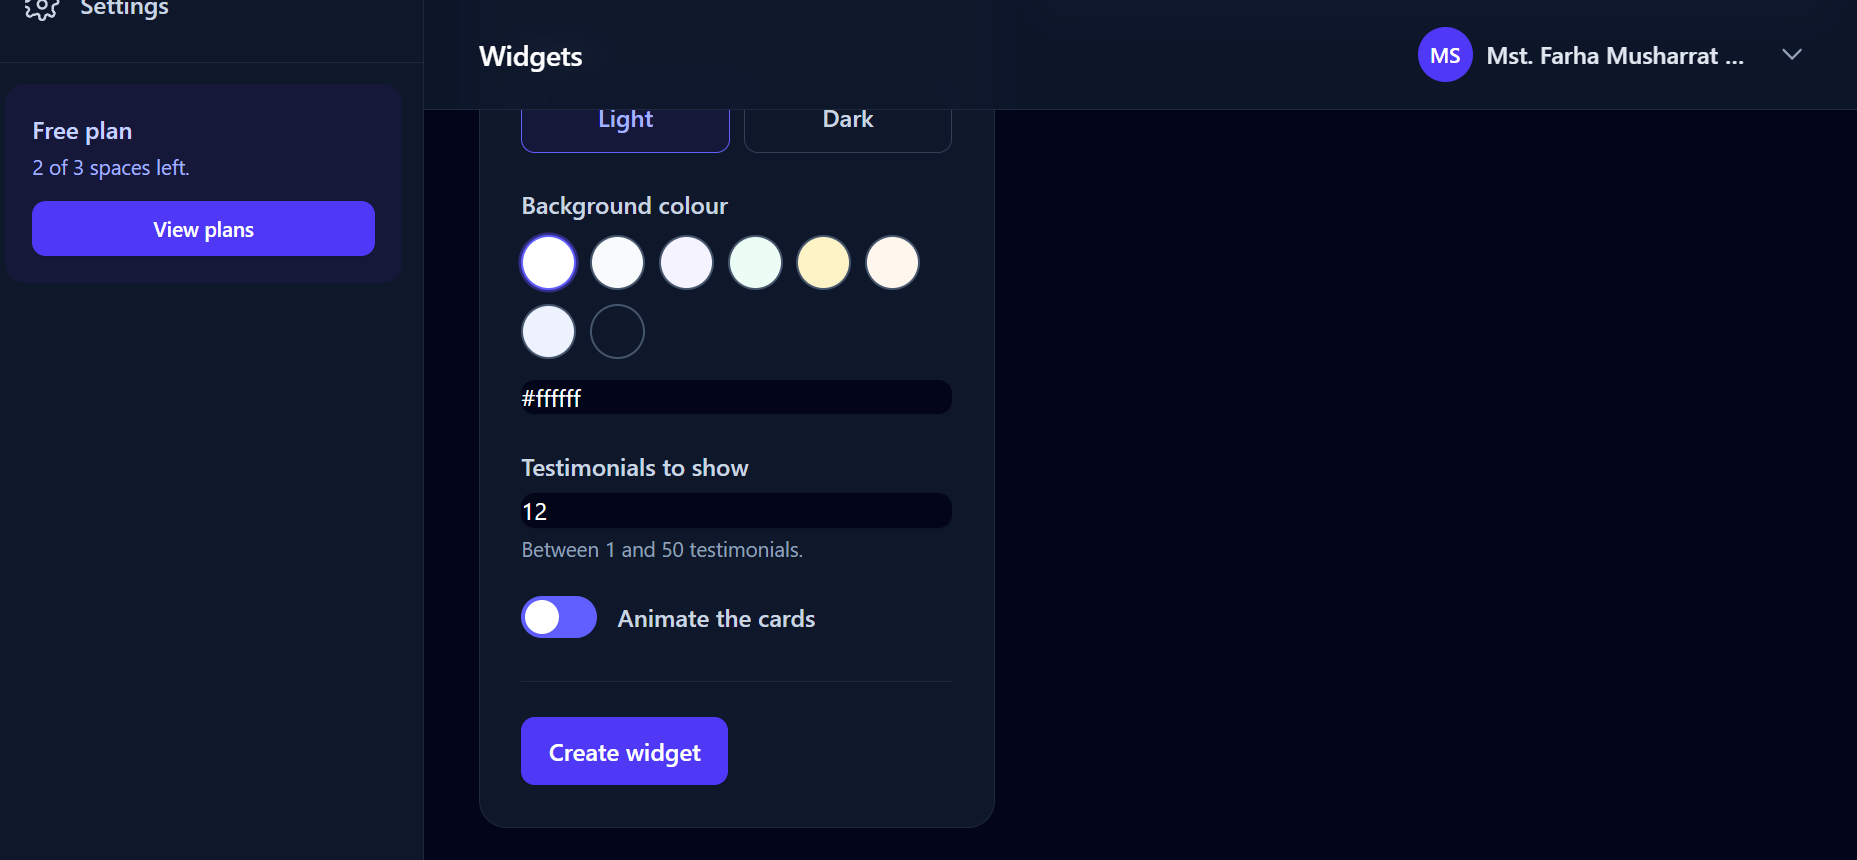 Settings
Free plan
2 of 3 spaces left.
View plans
Widgets
MS
Mst. Farha Musharrat ...
Light
Dark
Background colour
#ffffff
Testimonials to show
12
Between 1 and 50 testimonials.
Animate the cards
Create widget